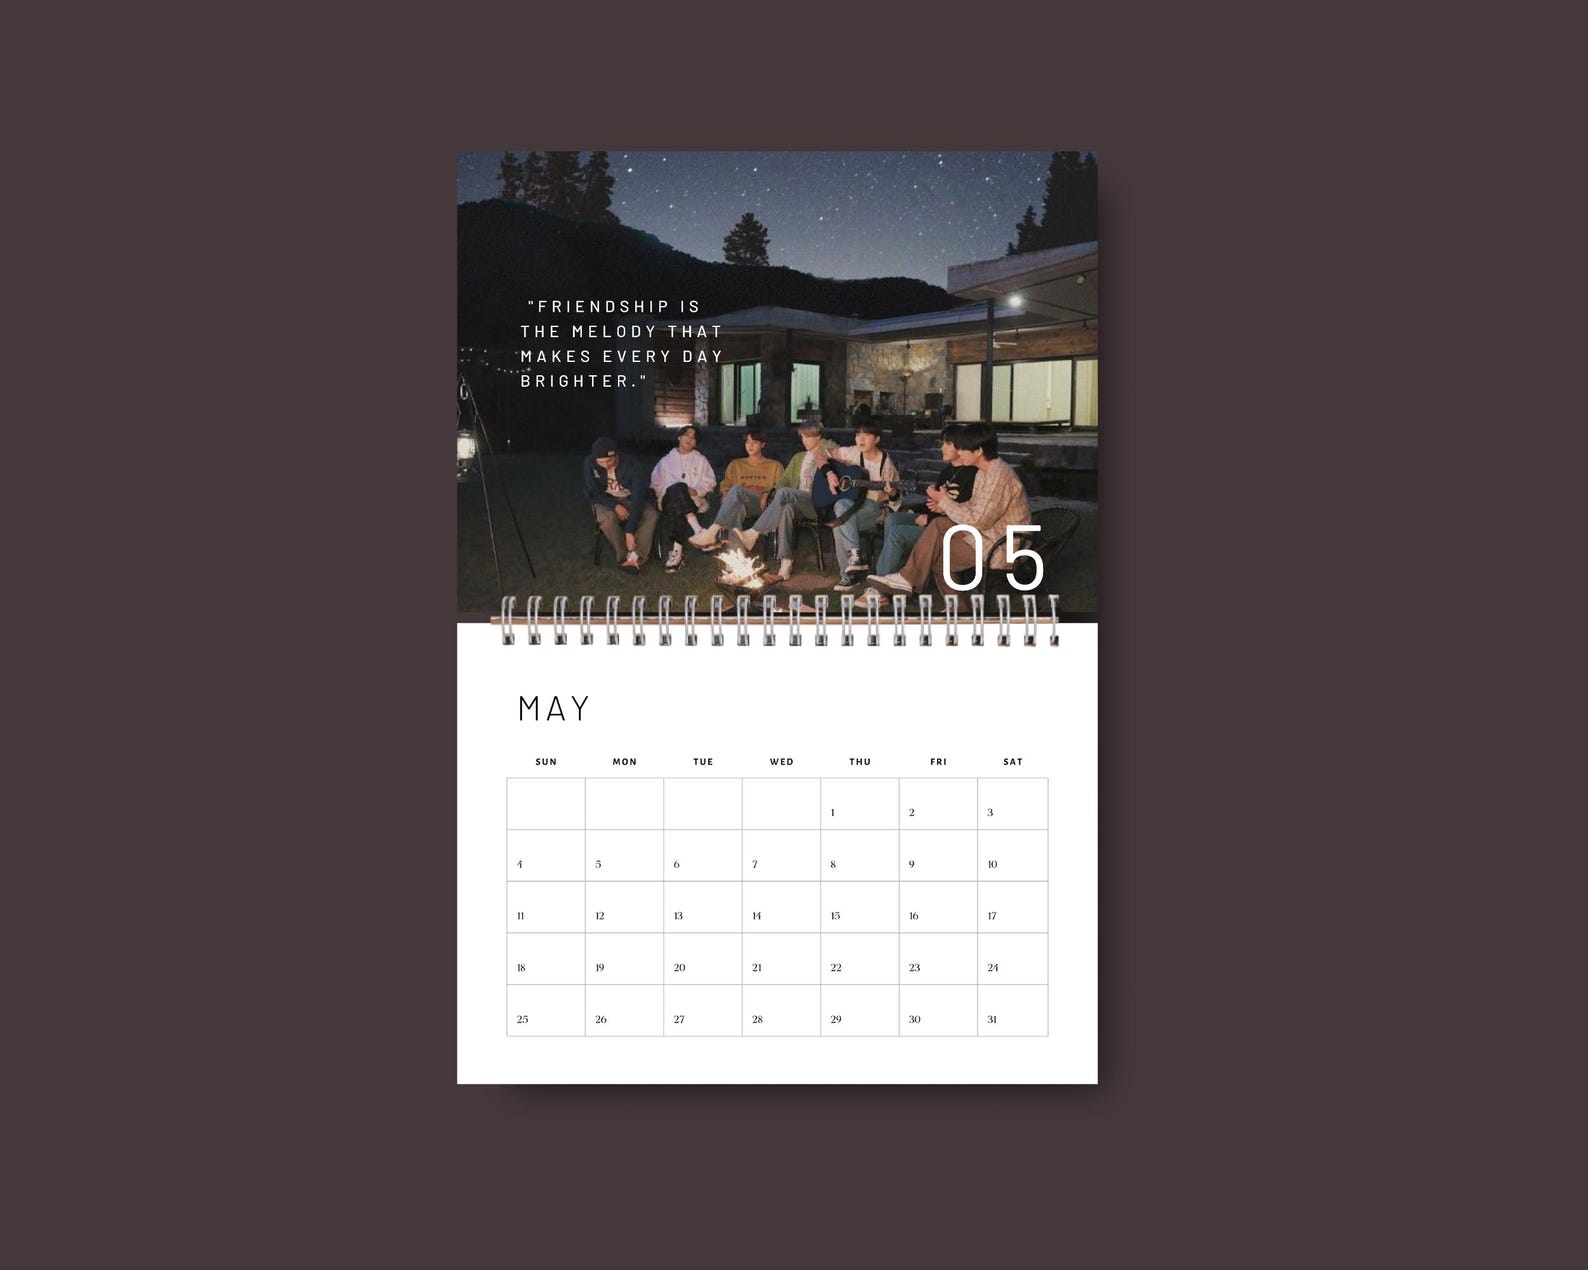 "FRIENDSHIP IS
THE MELODY THAT
MAKES EVERY DAY
BRIGHTER."
05
MAY
SUN MON TUE WED THU FRI SAT
1 2 3
4 5 6 7 8 9 10
11 12 13 14 15 16 17
18 19 20 21 22 23 24
25 26 27 28 29 30 31